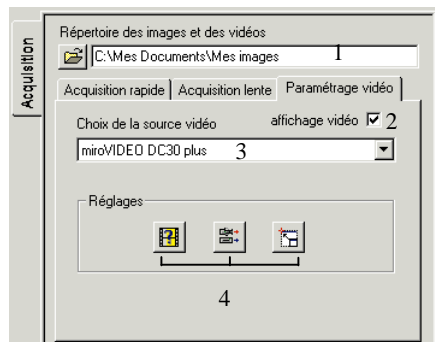 Acquisition
Répertoire des images et des vidéos
C:\Mes Documents\Mes images 1
Acquisition rapide Acquisition lente Paramétrage vidéo
Choix de la source vidéo affichage vidéo 2
miroVIDEO DC30 plus 3
Réglages
4